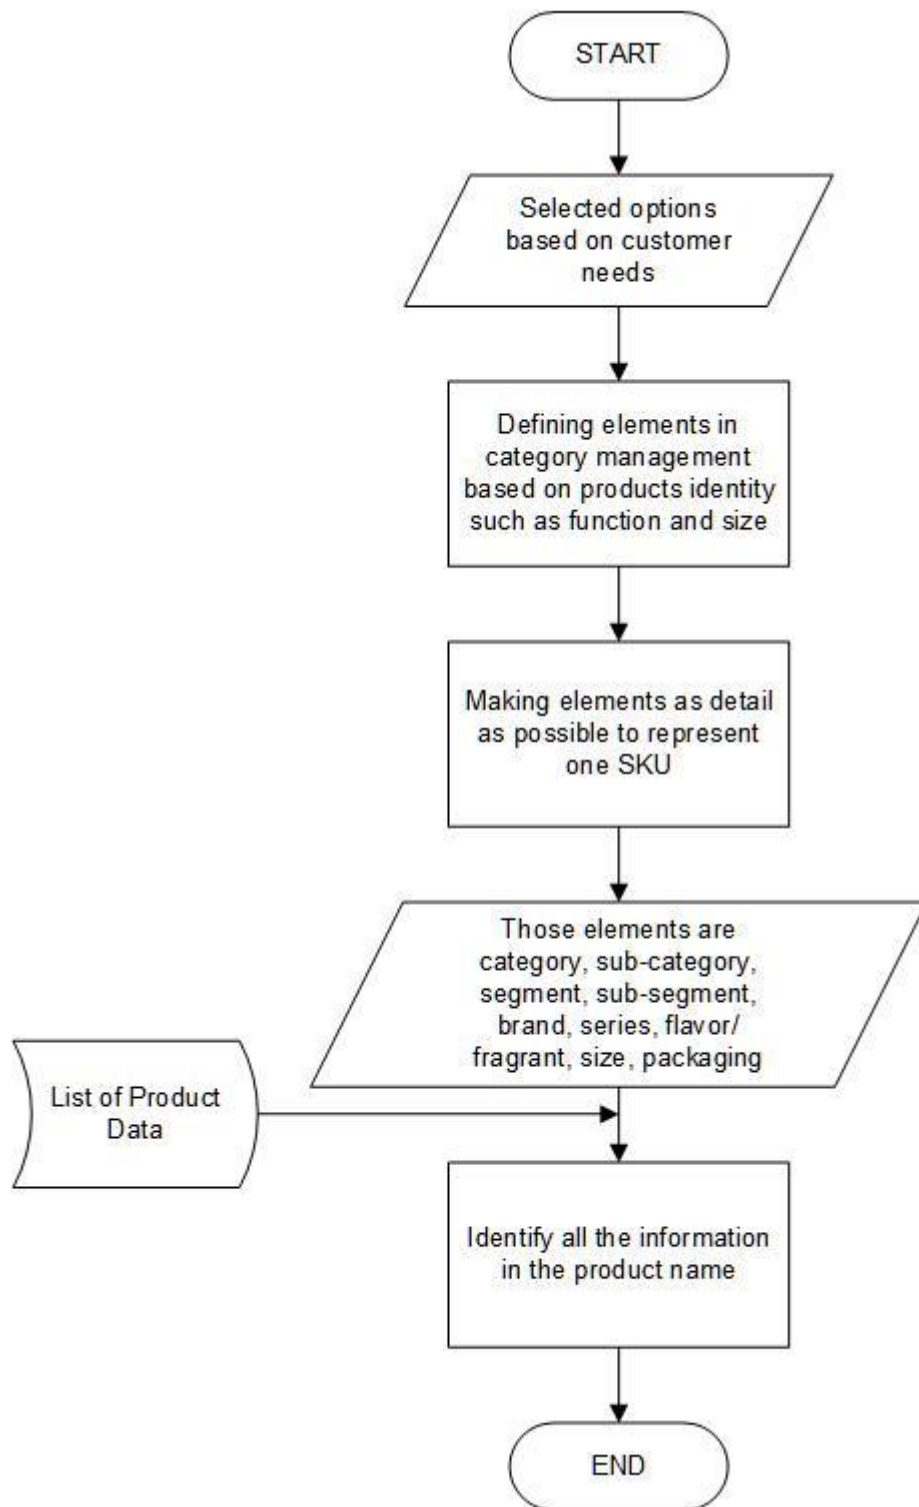 START
Selected options
based on customer
needs
Defining elements in
category management
based on products identity
such as function and size
Making elements as detail
as possible to represent
one SKU
Those elements are
category, sub-category,
segment, sub-segment,
brand, series, flavor/
fragrant, size, packaging
List of Product
Data
Identify all the information
in the product name
END